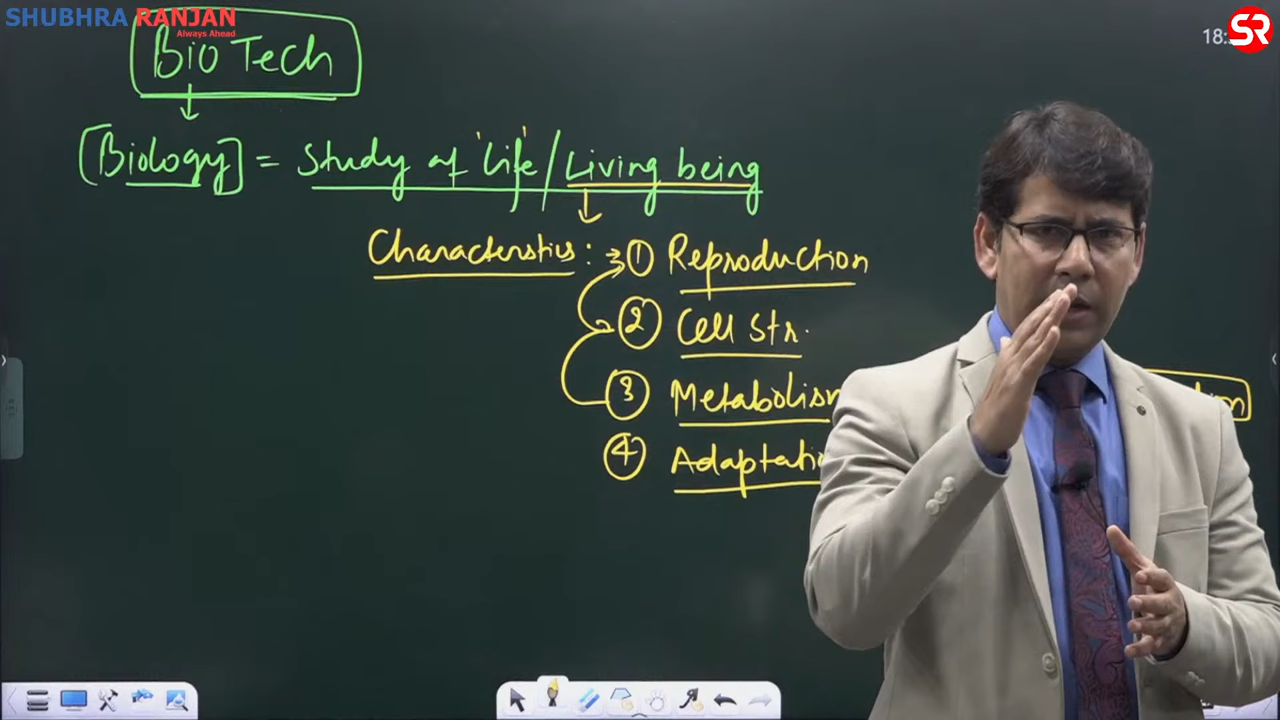 SHUBHRA RANJAN
Always Ahead
SR
18:
Bio Tech
[Biology] = Study of 'Life' / Living being
Characterstics: → ① Reproduction
② Cell Str.
③ Metabolism
④ Adaptatio